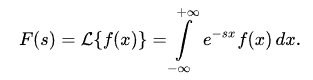 F(s) = ℒ{f(x)} = ∫_{−∞}^{+∞} e^{−sx} f(x) dx.